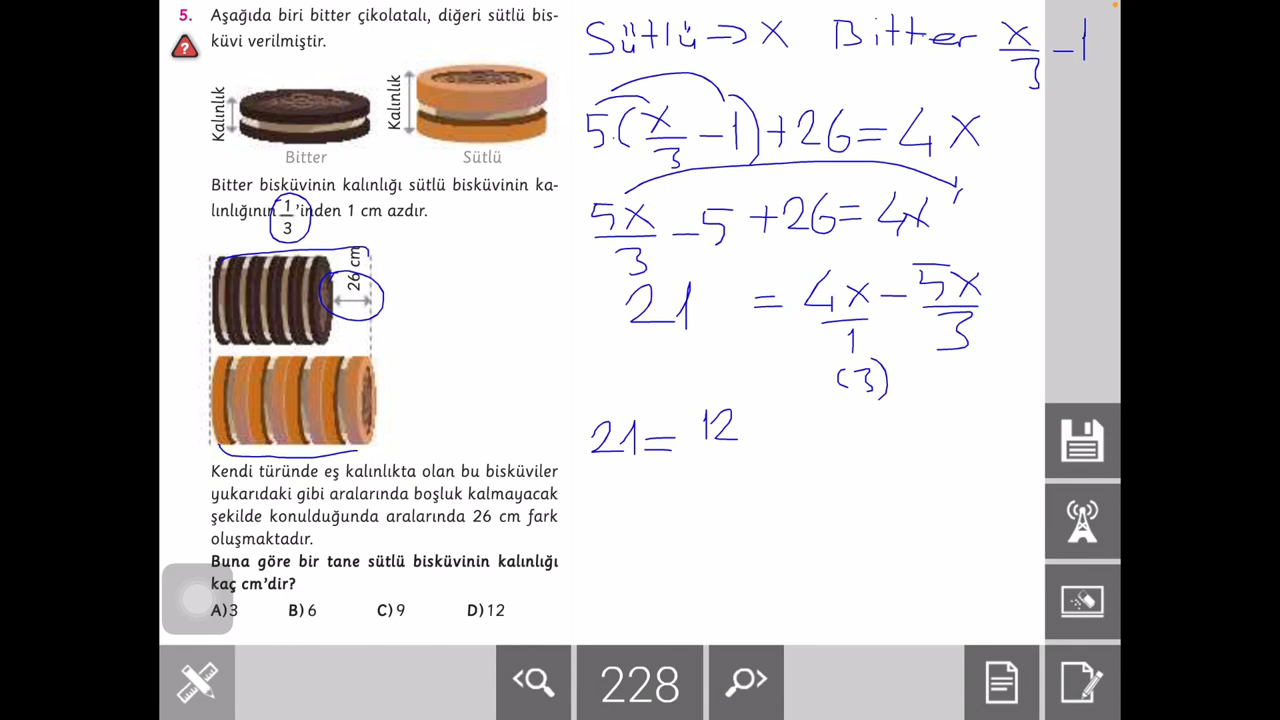 5. Aşağıda biri bitter çikolatalı, diğeri sütlü bis-
küvi verilmiştir.
?
Kalınlık
Bitter
Kalınlık
Sütlü
Bitter bisküvinin kalınlığı sütlü bisküvinin ka-
lınlığının 1/3'inden 1 cm azdır.
26 cm
Kendi türünde eş kalınlıkta olan bu bisküviler
yukarıdaki gibi aralarında boşluk kalmayacak
şekilde konulduğunda aralarında 26 cm fark
oluşmaktadır.
Buna göre bir tane sütlü bisküvinin kalınlığı
kaç cm'dir?
A) 3 B) 6 C) 9 D) 12
Sütlü => x Bitter x/3 - 1
5.(x/3 - 1) + 26 = 4x
5x/3 - 5 + 26 = 4x
21 = 4x/1 - 5x/3
(3)
21 = 12
228